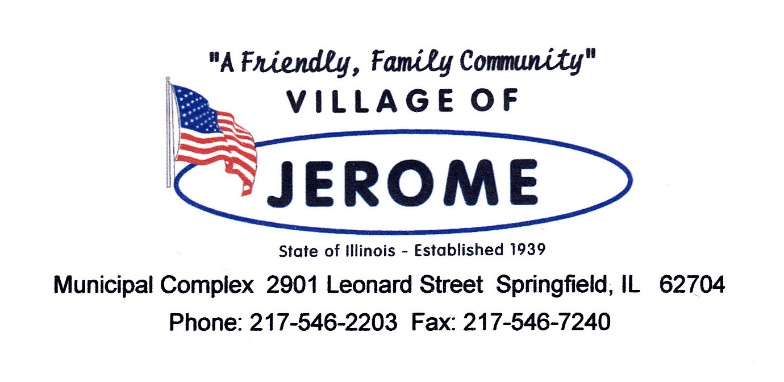 "A Friendly, Family Community"
VILLAGE OF
JEROME
State of Illinois - Established 1939
Municipal Complex 2901 Leonard Street Springfield, IL 62704
Phone: 217-546-2203 Fax: 217-546-7240